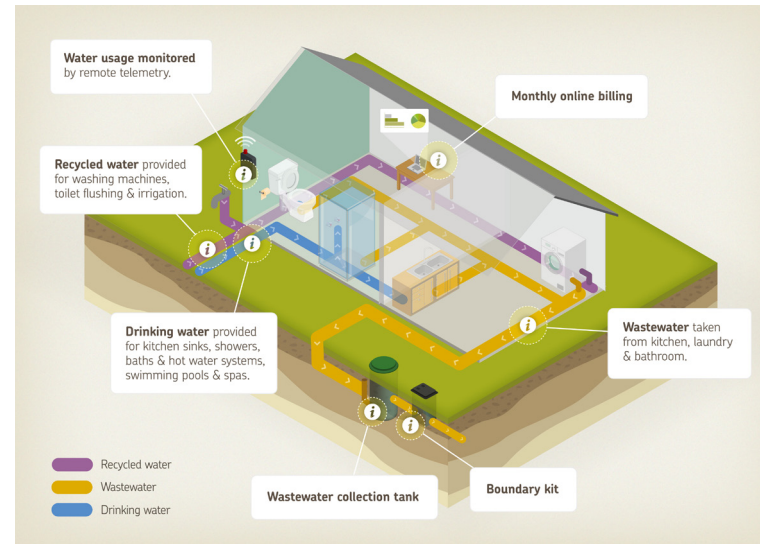 Water usage monitored
by remote telemetry.
Monthly online billing
Recycled water provided
for washing machines,
toilet flushing & irrigation.
Drinking water provided
for kitchen sinks, showers,
baths & hot water systems,
swimming pools & spas.
Wastewater taken
from kitchen, laundry
& bathroom.
Wastewater collection tank
Boundary kit
Recycled water
Wastewater
Drinking water
i
i
i
i
i
i
i